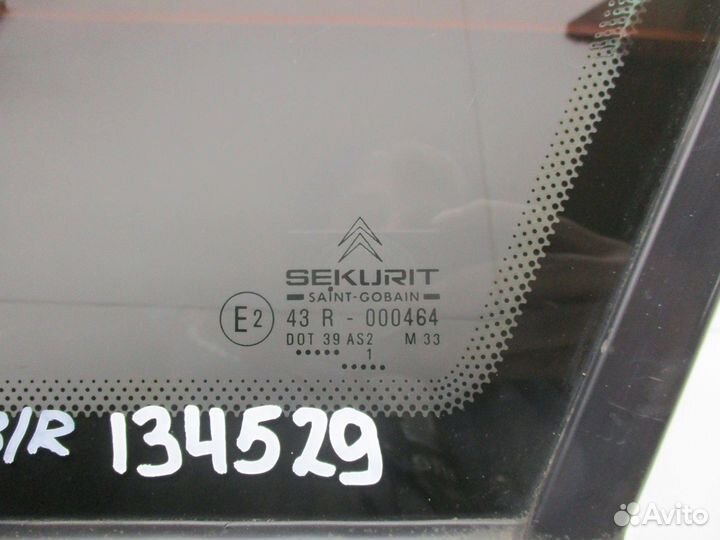 SEKURIT
SAINT-GOBAIN
E2 43 R - 000464
DOT 39 AS2 M 33
1
/R 134529
Avito